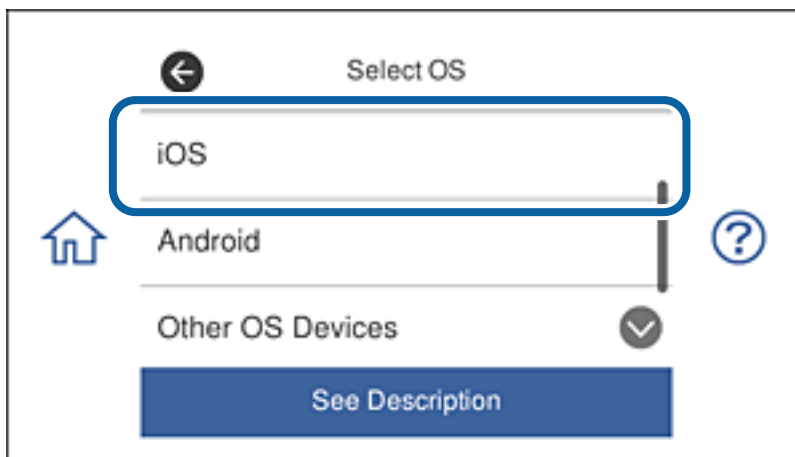 Select OS
iOS
Android
Other OS Devices
See Description